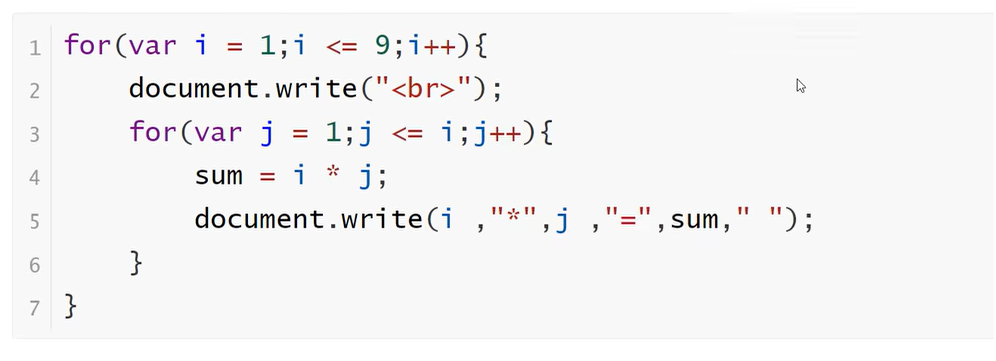 1 for(var i = 1;i <= 9;i++){
2     document.write("<br>");
3     for(var j = 1;j <= i;j++){
4         sum = i * j;
5         document.write(i ,"*",j ,"=",sum," ");
6     }
7 }